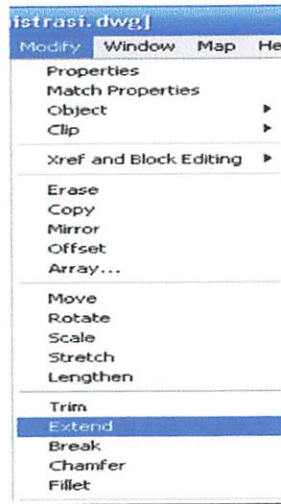 istrasi.dwg]
Modify Window Map He
Properties
Match Properties
Object
Clip
Xref and Block Editing
Erase
Copy
Mirror
Offset
Array...
Move
Rotate
Scale
Stretch
Lengthen
Trim
Extend
Break
Chamfer
Fillet